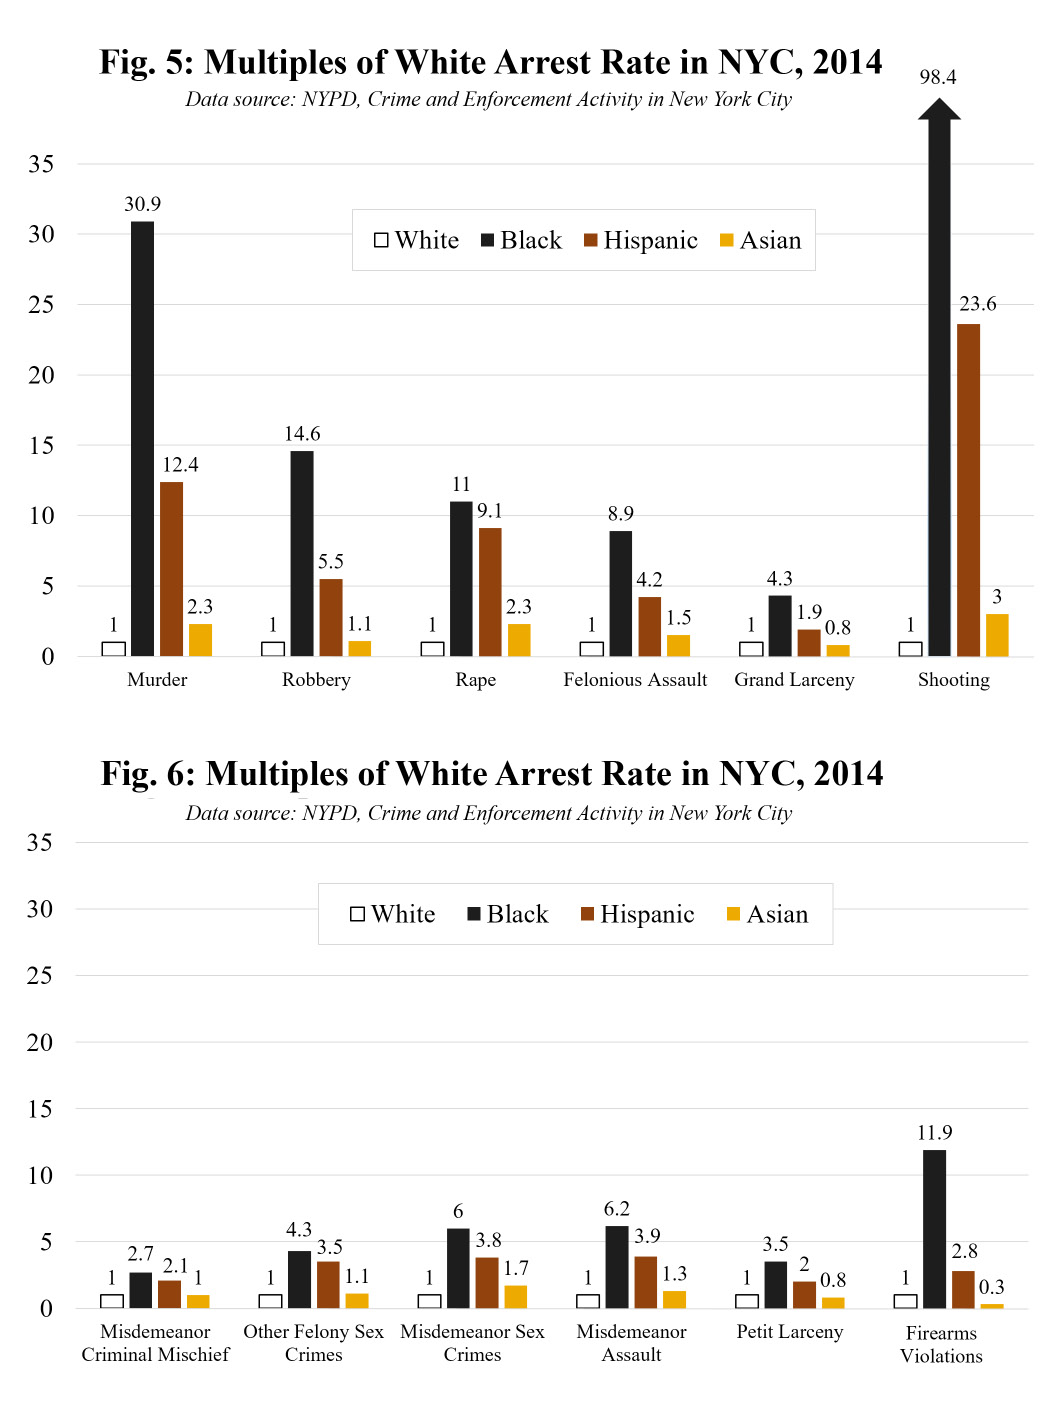 Fig. 5: Multiples of White Arrest Rate in NYC, 2014
98.4
Data source: NYPD, Crime and Enforcement Activity in New York City
35
30.9
30
White Black Hispanic Asian
25
23.6
20
15
14.6
12.4
11
10
9.1
8.9
5.5
5
4.2
4.3
3
1 2.3 1 1.1 1 2.3 1 1.5 1 1.9 0.8 1
0
Murder Robbery Rape Felonious Assault Grand Larceny Shooting
Fig. 6: Multiples of White Arrest Rate in NYC, 2014
Data source: NYPD, Crime and Enforcement Activity in New York City
35
30
White Black Hispanic Asian
25
20
15
11.9
10
6 6.2
5
4.3 3.5 3.8 3.9 3.5
1 2.7 2.1 1 1 1.1 1 1.7 1 1.3 1 2 0.8 1 2.8 0.3
0
Misdemeanor Other Felony Sex Misdemeanor Sex Misdemeanor Petit Larceny Firearms
Criminal Mischief Crimes Crimes Assault Violations